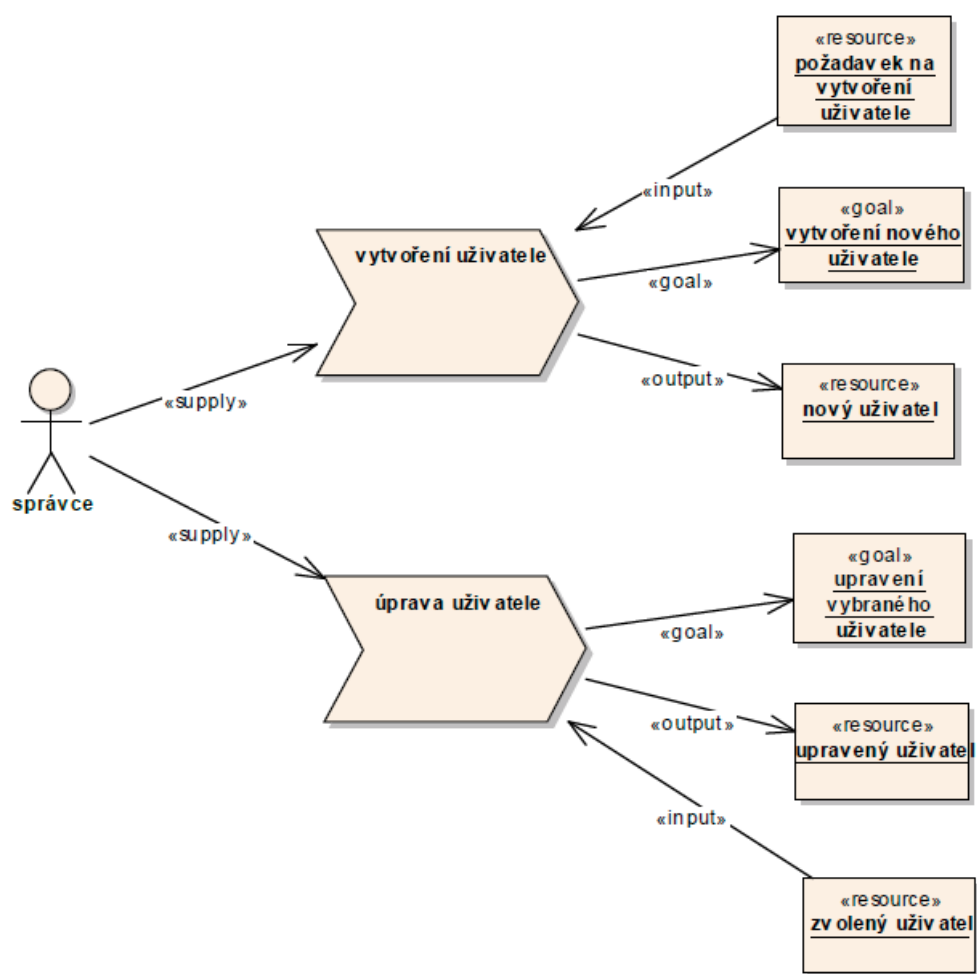 «resource»
požadavek na
vytvoření
uživatele
«input»
«goal»
vytvoření nového
uživatele
vytvoření uživatele
«goal»
«output»
«resource»
nový uživatel
«supply»
správce
«supply»
«goal»
upravení
vybraného
uživatele
úprava uživatele
«goal»
«output»
«resource»
upravený uživatel
«input»
«resource»
zvolený uživatel